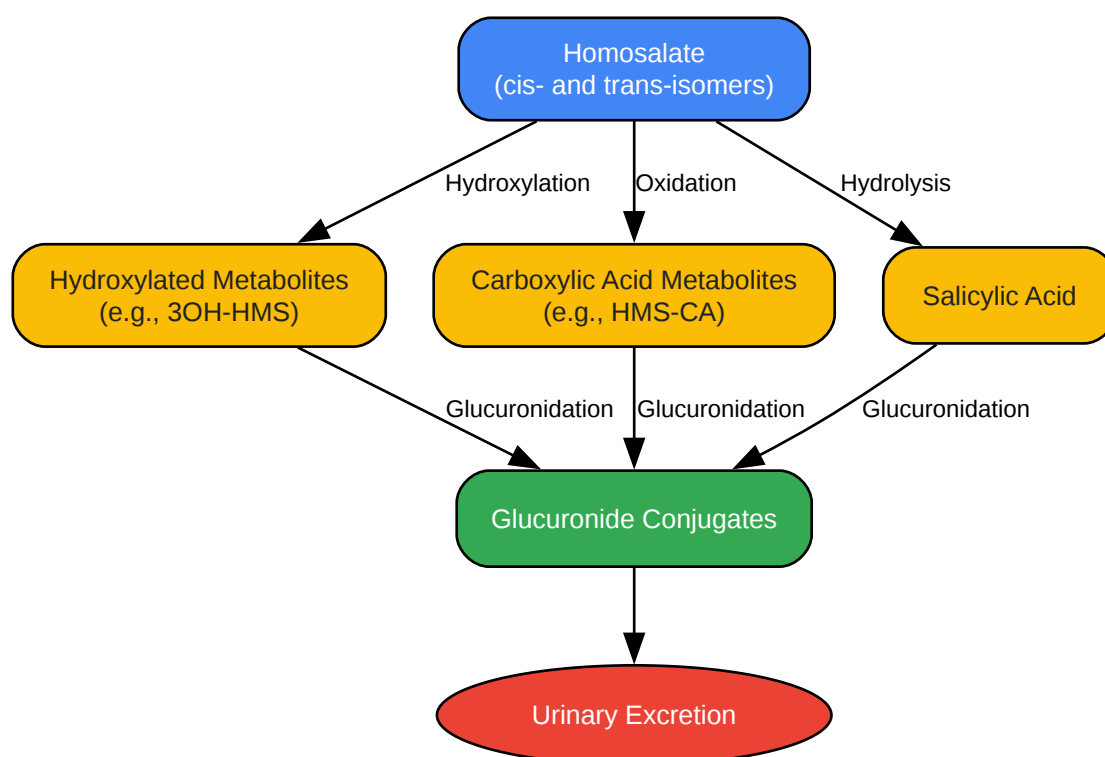 Homosalate
(cis- and trans-isomers)
Hydroxylation
Oxidation
Hydrolysis
Hydroxylated Metabolites
(e.g., 3OH-HMS)
Carboxylic Acid Metabolites
(e.g., HMS-CA)
Salicylic Acid
Glucuronidation
Glucuronidation
Glucuronidation
Glucuronide Conjugates
Urinary Excretion